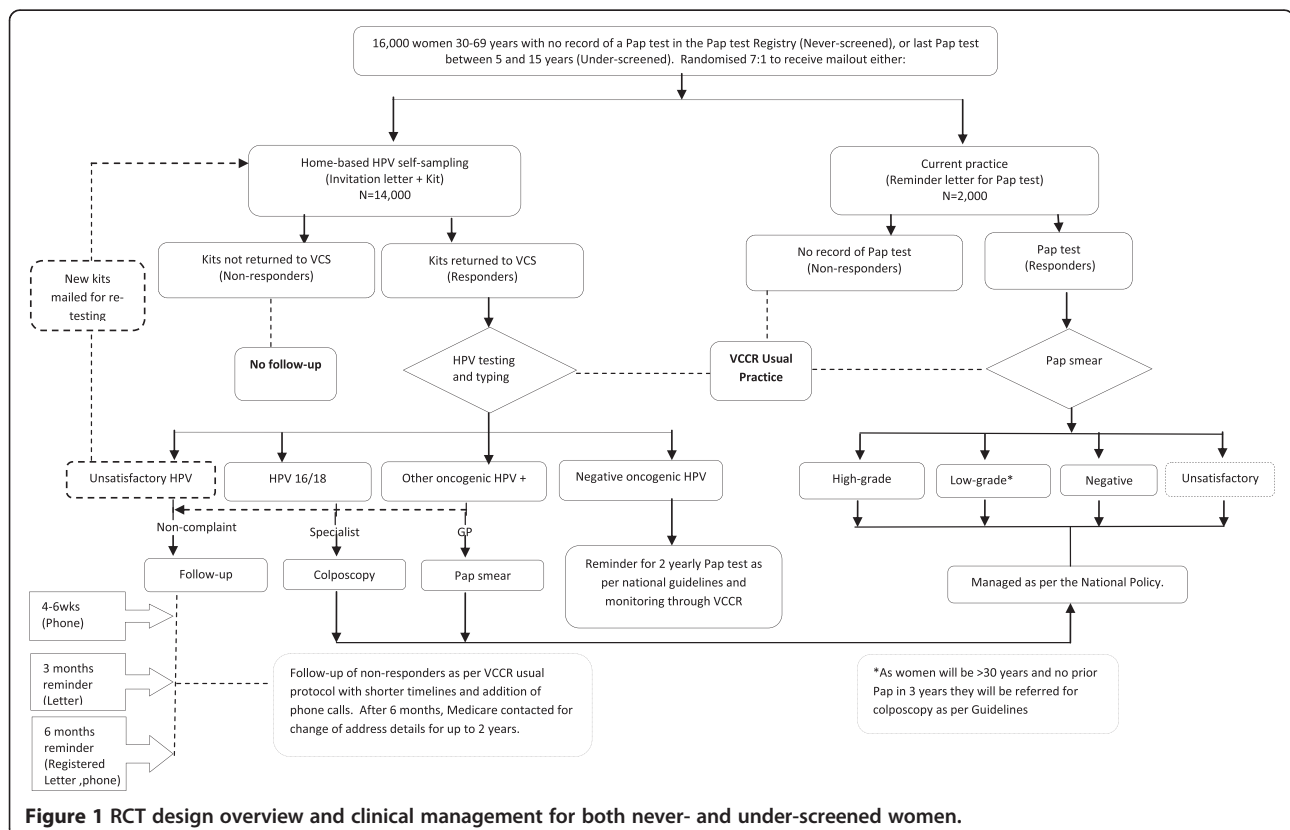 16,000 women 30-69 years with no record of a Pap test in the Pap test Registry (Never-screened), or last Pap test
between 5 and 15 years (Under-screened). Randomised 7:1 to receive mailout either:
Home-based HPV self-sampling
(Invitation letter + Kit)
N=14,000
Current practice
(Reminder letter for Pap test)
N=2,000
Kits not returned to VCS
(Non-responders)
Kits returned to VCS
(Responders)
No record of Pap test
(Non-responders)
Pap test
(Responders)
New kits
mailed for re-
testing
No follow-up
HPV testing
and typing
VCCR Usual
Practice
Pap smear
Unsatisfactory HPV
HPV 16/18
Other oncogenic HPV +
Negative oncogenic HPV
High-grade
Low-grade*
Negative
Unsatisfactory
Non-complaint
Specialist
GP
Follow-up
Colposcopy
Pap smear
Reminder for 2 yearly Pap test as
per national guidelines and
monitoring through VCCR
Managed as per the National Policy.
4-6wks
(Phone)
3 months
reminder
(Letter)
6 months
reminder
(Registered
Letter ,phone)
Follow-up of non-responders as per VCCR usual
protocol with shorter timelines and addition of
phone calls. After 6 months, Medicare contacted for
change of address details for up to 2 years.
*As women will be >30 years and no prior
Pap in 3 years they will be referred for
colposcopy as per Guidelines
Figure 1 RCT design overview and clinical management for both never- and under-screened women.